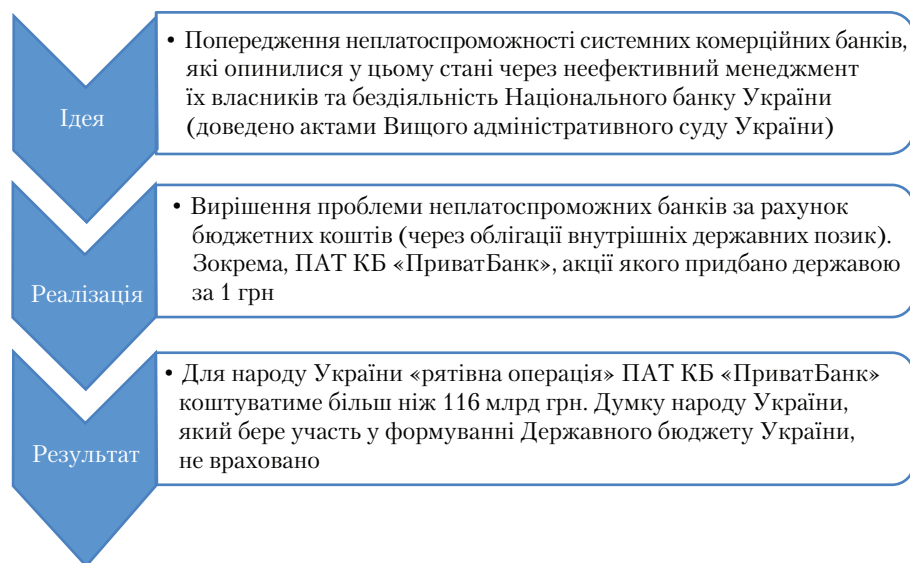 Ідея
• Попередження неплатоспроможності системних комерційних банків,
які опинилися у цьому стані через неефективний менеджмент
їх власників та бездіяльність Національного банку України
(доведено актами Вищого адміністративного суду України)
Реалізація
• Вирішення проблеми неплатоспроможних банків за рахунок
бюджетних коштів (через облігації внутрішніх державних позик).
Зокрема, ПАТ КБ «ПриватБанк», акції якого придбано державою
за 1 грн
Результат
• Для народу України «рятівна операція» ПАТ КБ «ПриватБанк»
коштуватиме більш ніж 116 млрд грн. Думку народу України,
який бере участь у формуванні Державного бюджету України,
не враховано